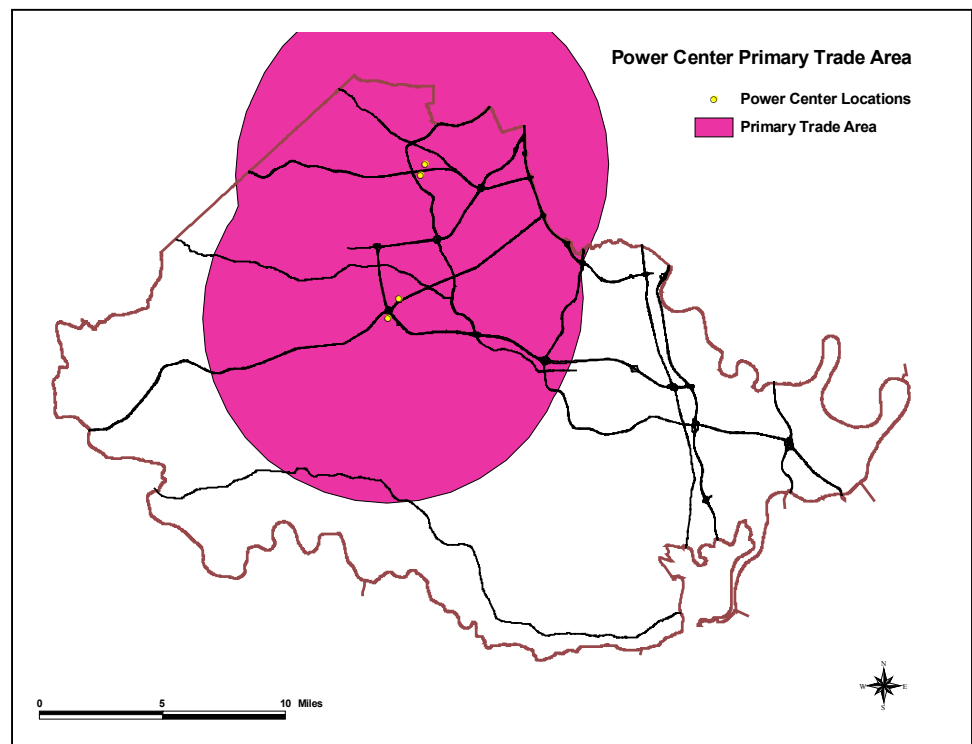 Power Center Primary Trade Area
Power Center Locations
Primary Trade Area
0 5 10 Miles
N
W E
S